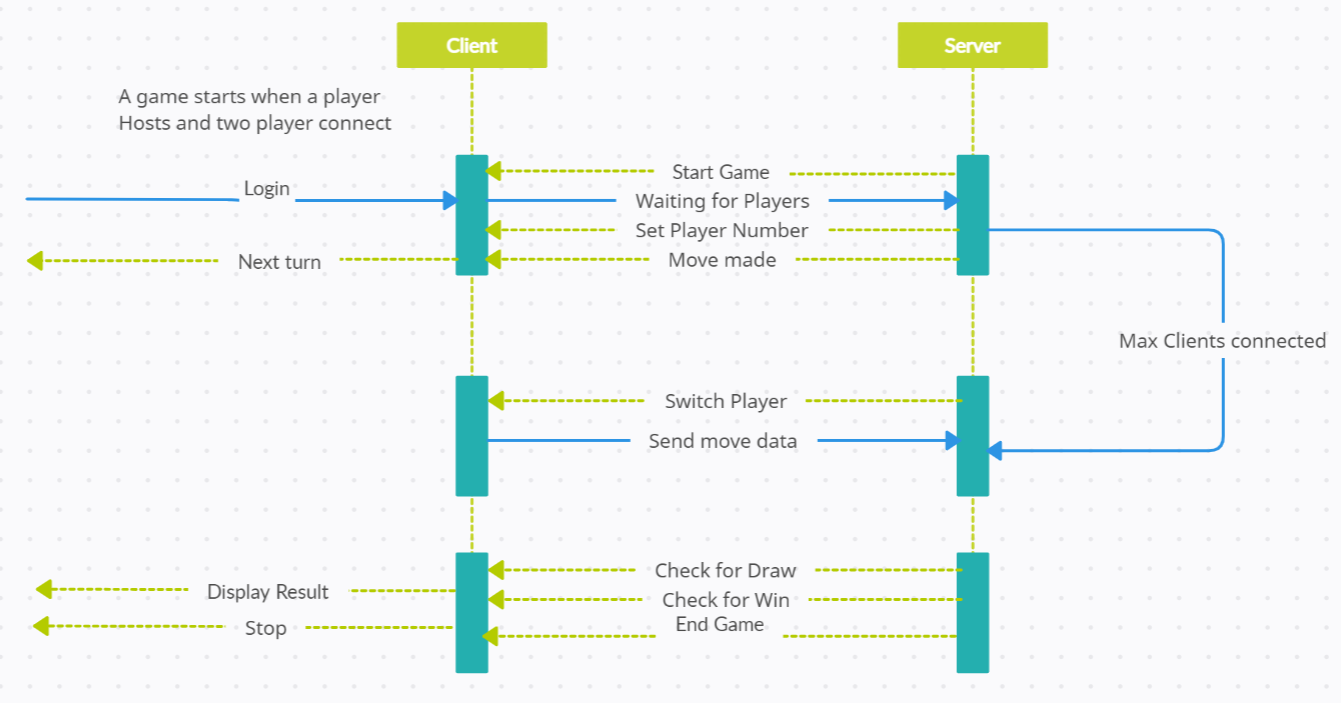 Client
Server
A game starts when a player
Hosts and two player connect
Start Game
Login
Waiting for Players
Set Player Number
Next turn
Move made
Max Clients connected
Switch Player
Send move data
Check for Draw
Display Result
Check for Win
End Game
Stop